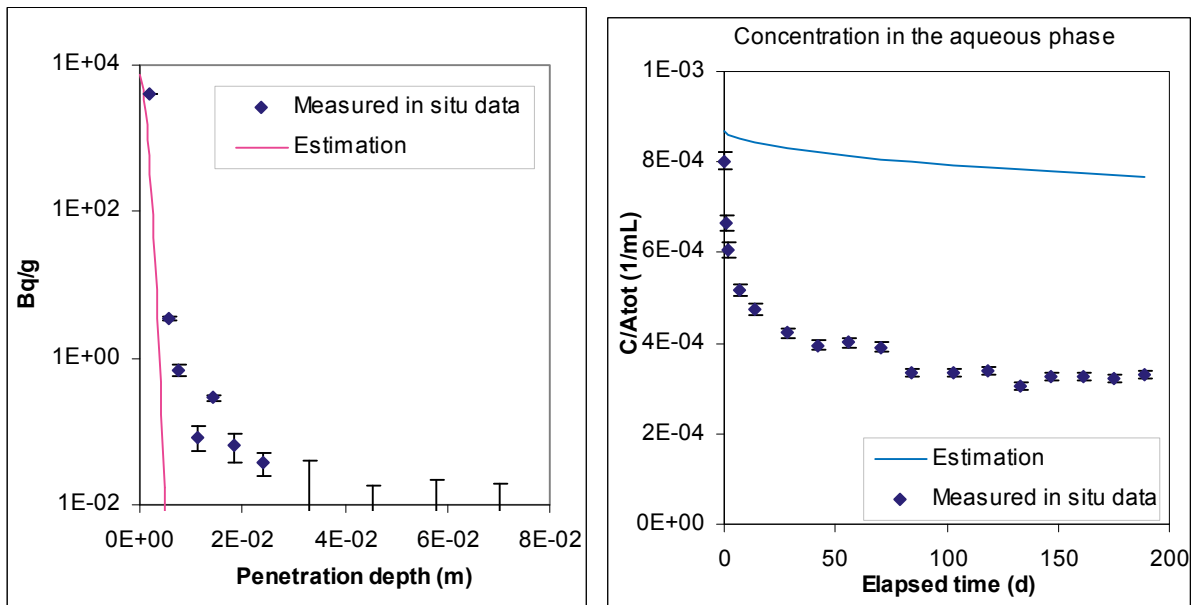 1E+04
1E+02
1E+00
1E-02
Bq/g
Measured in situ data
Estimation
0E+00 2E-02 4E-02 6E-02 8E-02
Penetration depth (m)
Concentration in the aqueous phase
1E-03
8E-04
6E-04
4E-04
2E-04
0E+00
C/Atot (1/mL)
Estimation
Measured in situ data
0 50 100 150 200
Elapsed time (d)